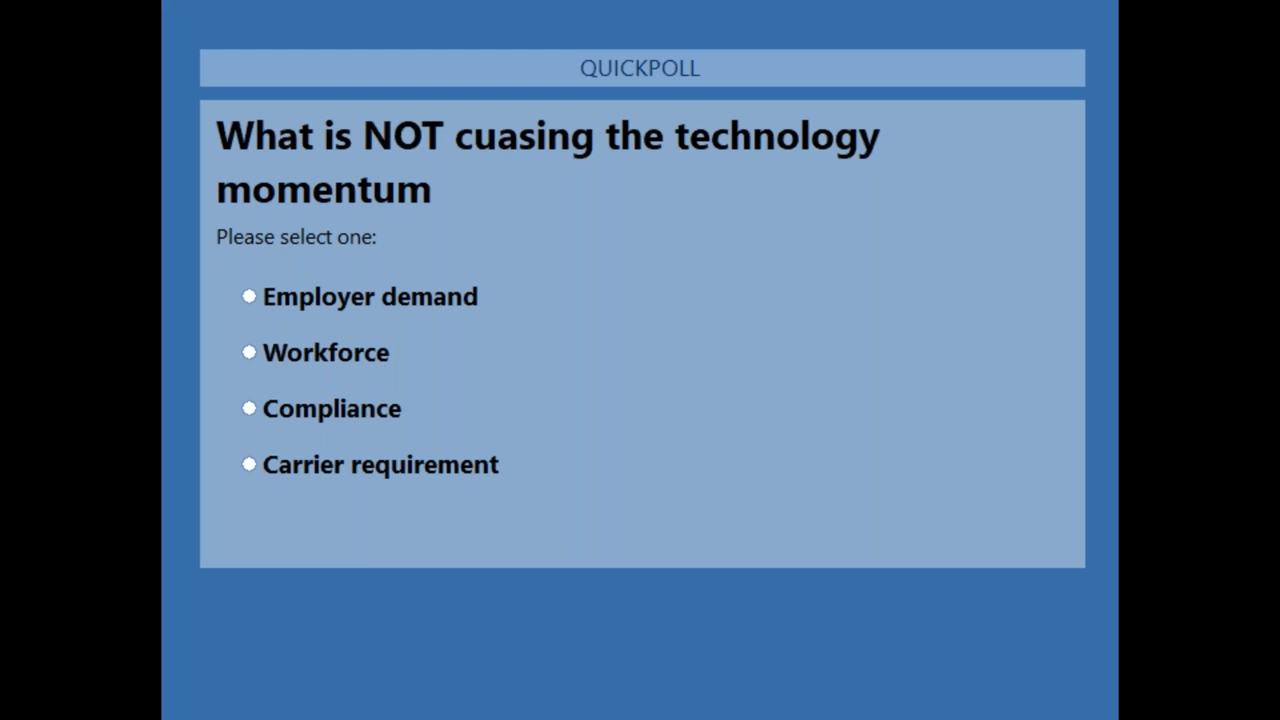 QUICKPOLL
What is NOT cuasing the technology
momentum
Please select one:
Employer demand
Workforce
Compliance
Carrier requirement